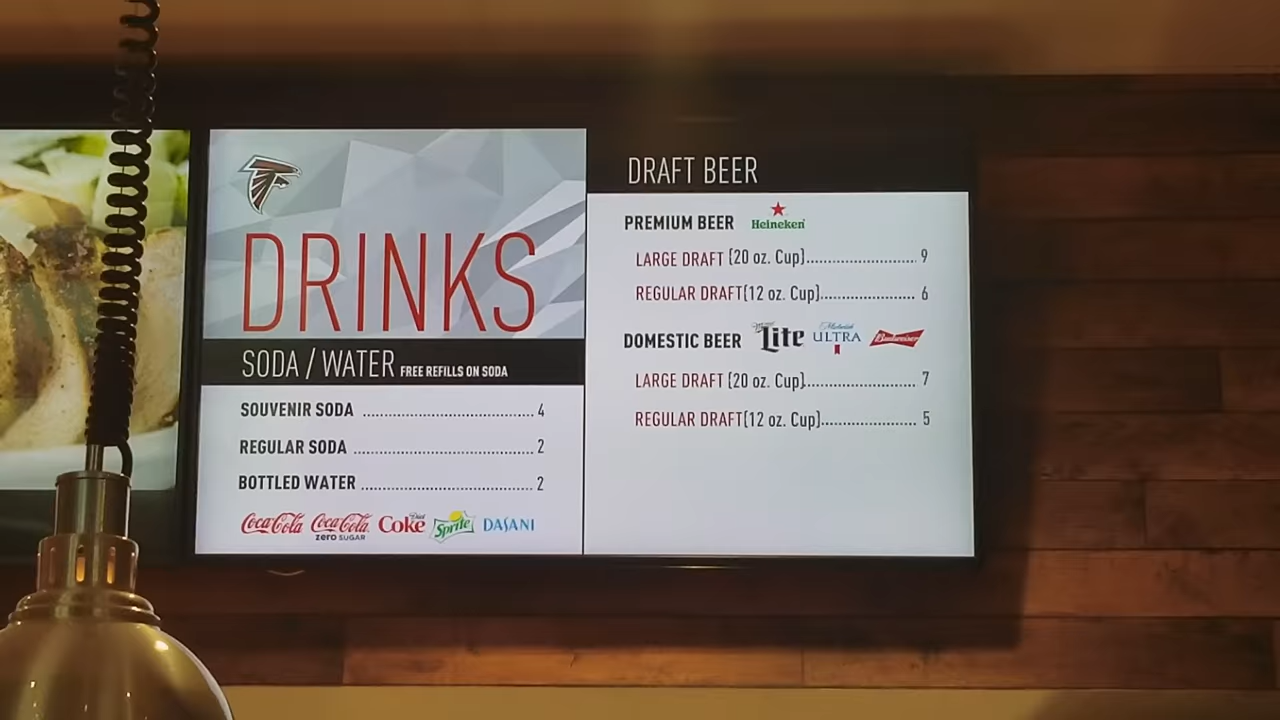 DRINKS
SODA / WATER FREE REFILLS ON SODA
SOUVENIR SODA ........................................ 4
REGULAR SODA ........................................ 2
BOTTLED WATER ........................................ 2
Coca-Cola Coca-Cola zero SUGAR Diet Coke Sprite DASANI
DRAFT BEER
PREMIUM BEER Heineken
LARGE DRAFT (20 oz. Cup)........................... 9
REGULAR DRAFT(12 oz. Cup)........................ 6
DOMESTIC BEER Miller Lite Michelob ULTRA Budweiser
LARGE DRAFT (20 oz. Cup)........................... 7
REGULAR DRAFT(12 oz. Cup)........................ 5